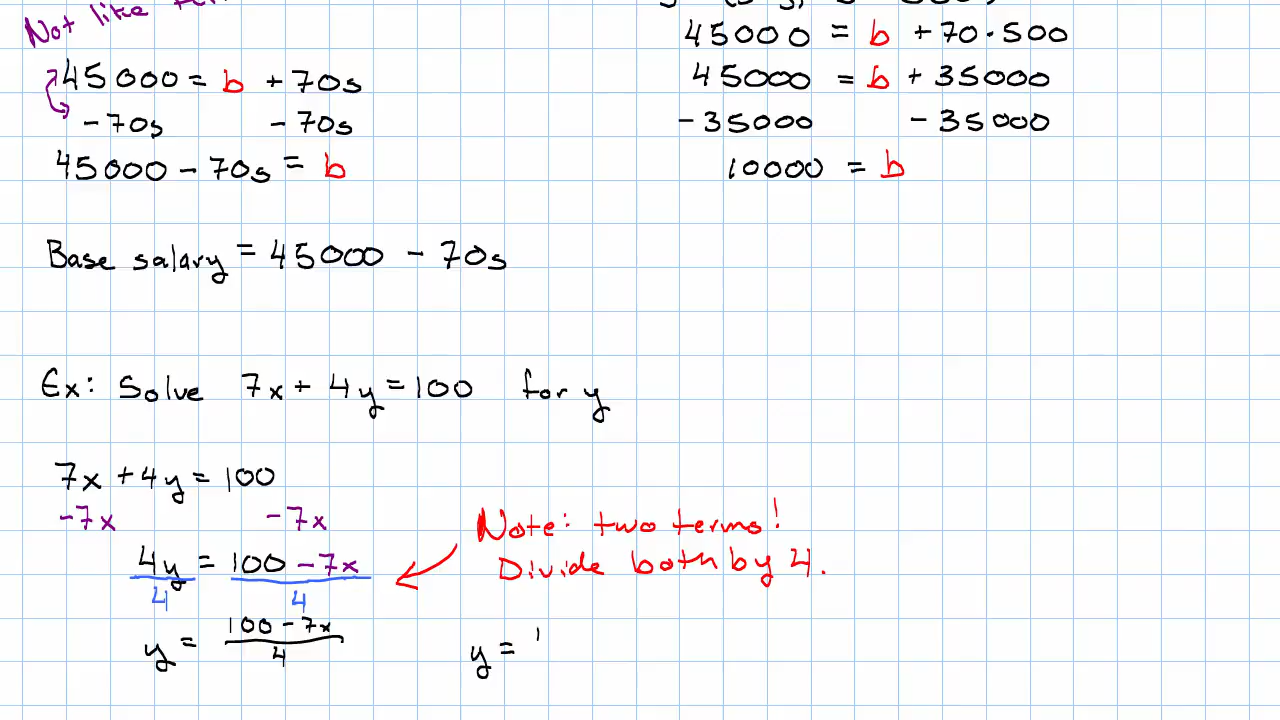 Not like
45000 = b + 70s
- 70s - 70s
45000 - 70s = b
45000 = b + 70·500
45000 = b + 35000
- 35000 - 35000
10000 = b
Base salary = 45000 - 70s
Ex: Solve 7x + 4y = 100 for y
7x + 4y = 100
-7x -7x
4y = 100 - 7x
4 4
y = 100 - 7x
4
Note: two terms!
Divide both by 4.
y =